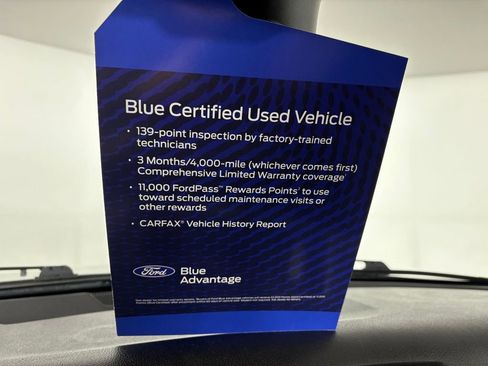 Blue Certified Used Vehicle
• 139-point inspection by factory-trained
technicians
• 3 Months/4,000-mile (whichever comes first)
Comprehensive Limited Warranty coverage¹
• 11,000 FordPass™ Rewards Points² to use
toward scheduled maintenance visits or
other rewards
• CARFAX® Vehicle History Report
Ford
Blue
Advantage